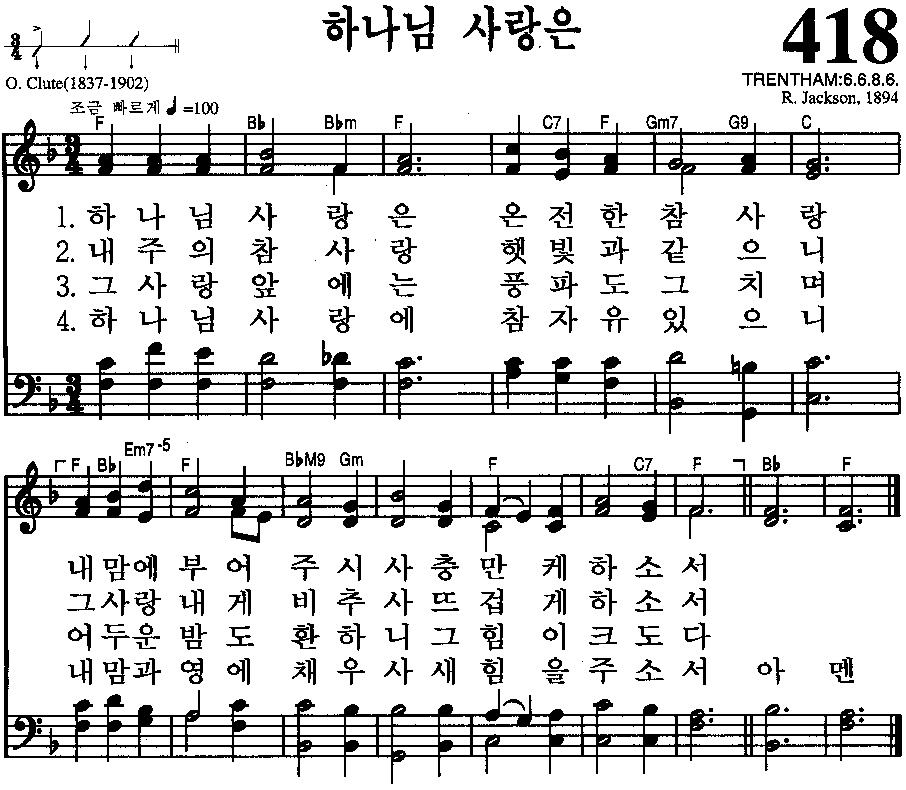 하나님 사랑은
418
3/4
O. Clute(1837-1902)
TRENTHAM:6.6.8.6.
R. Jackson, 1894
조금 빠르게 ♩=100
F B♭ B♭m F C7 F Gm7 G9 C
3/4
1. 하 나 님 사 랑 은 온 전 한 참 사 랑
2. 내 주 의 참 사 랑 햇 빛 과 같 으 니
3. 그 사 랑 앞 에 는 풍 파 도 그 치 며
4. 하 나 님 사 랑 에 참 자 유 있 으 니
3/4
F B♭ Em7-5 F B♭M9 Gm F C7 F B♭ F
내 맘 에 부 어 주 시 사 충 만 케 하 소 서
그 사 랑 내 게 비 추 사 뜨 겁 게 하 소 서
어 두 운 밤 도 환 하 니 그 힘 이 크 도 다
내 맘 과 영 에 채 우 사 새 힘 을 주 소 서 아 멘